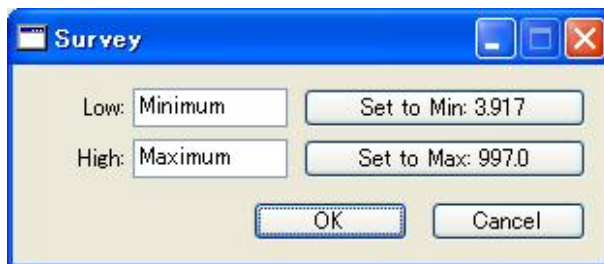 Survey
Low: Minimum Set to Min: 3.917
High: Maximum Set to Max: 997.0
OK Cancel